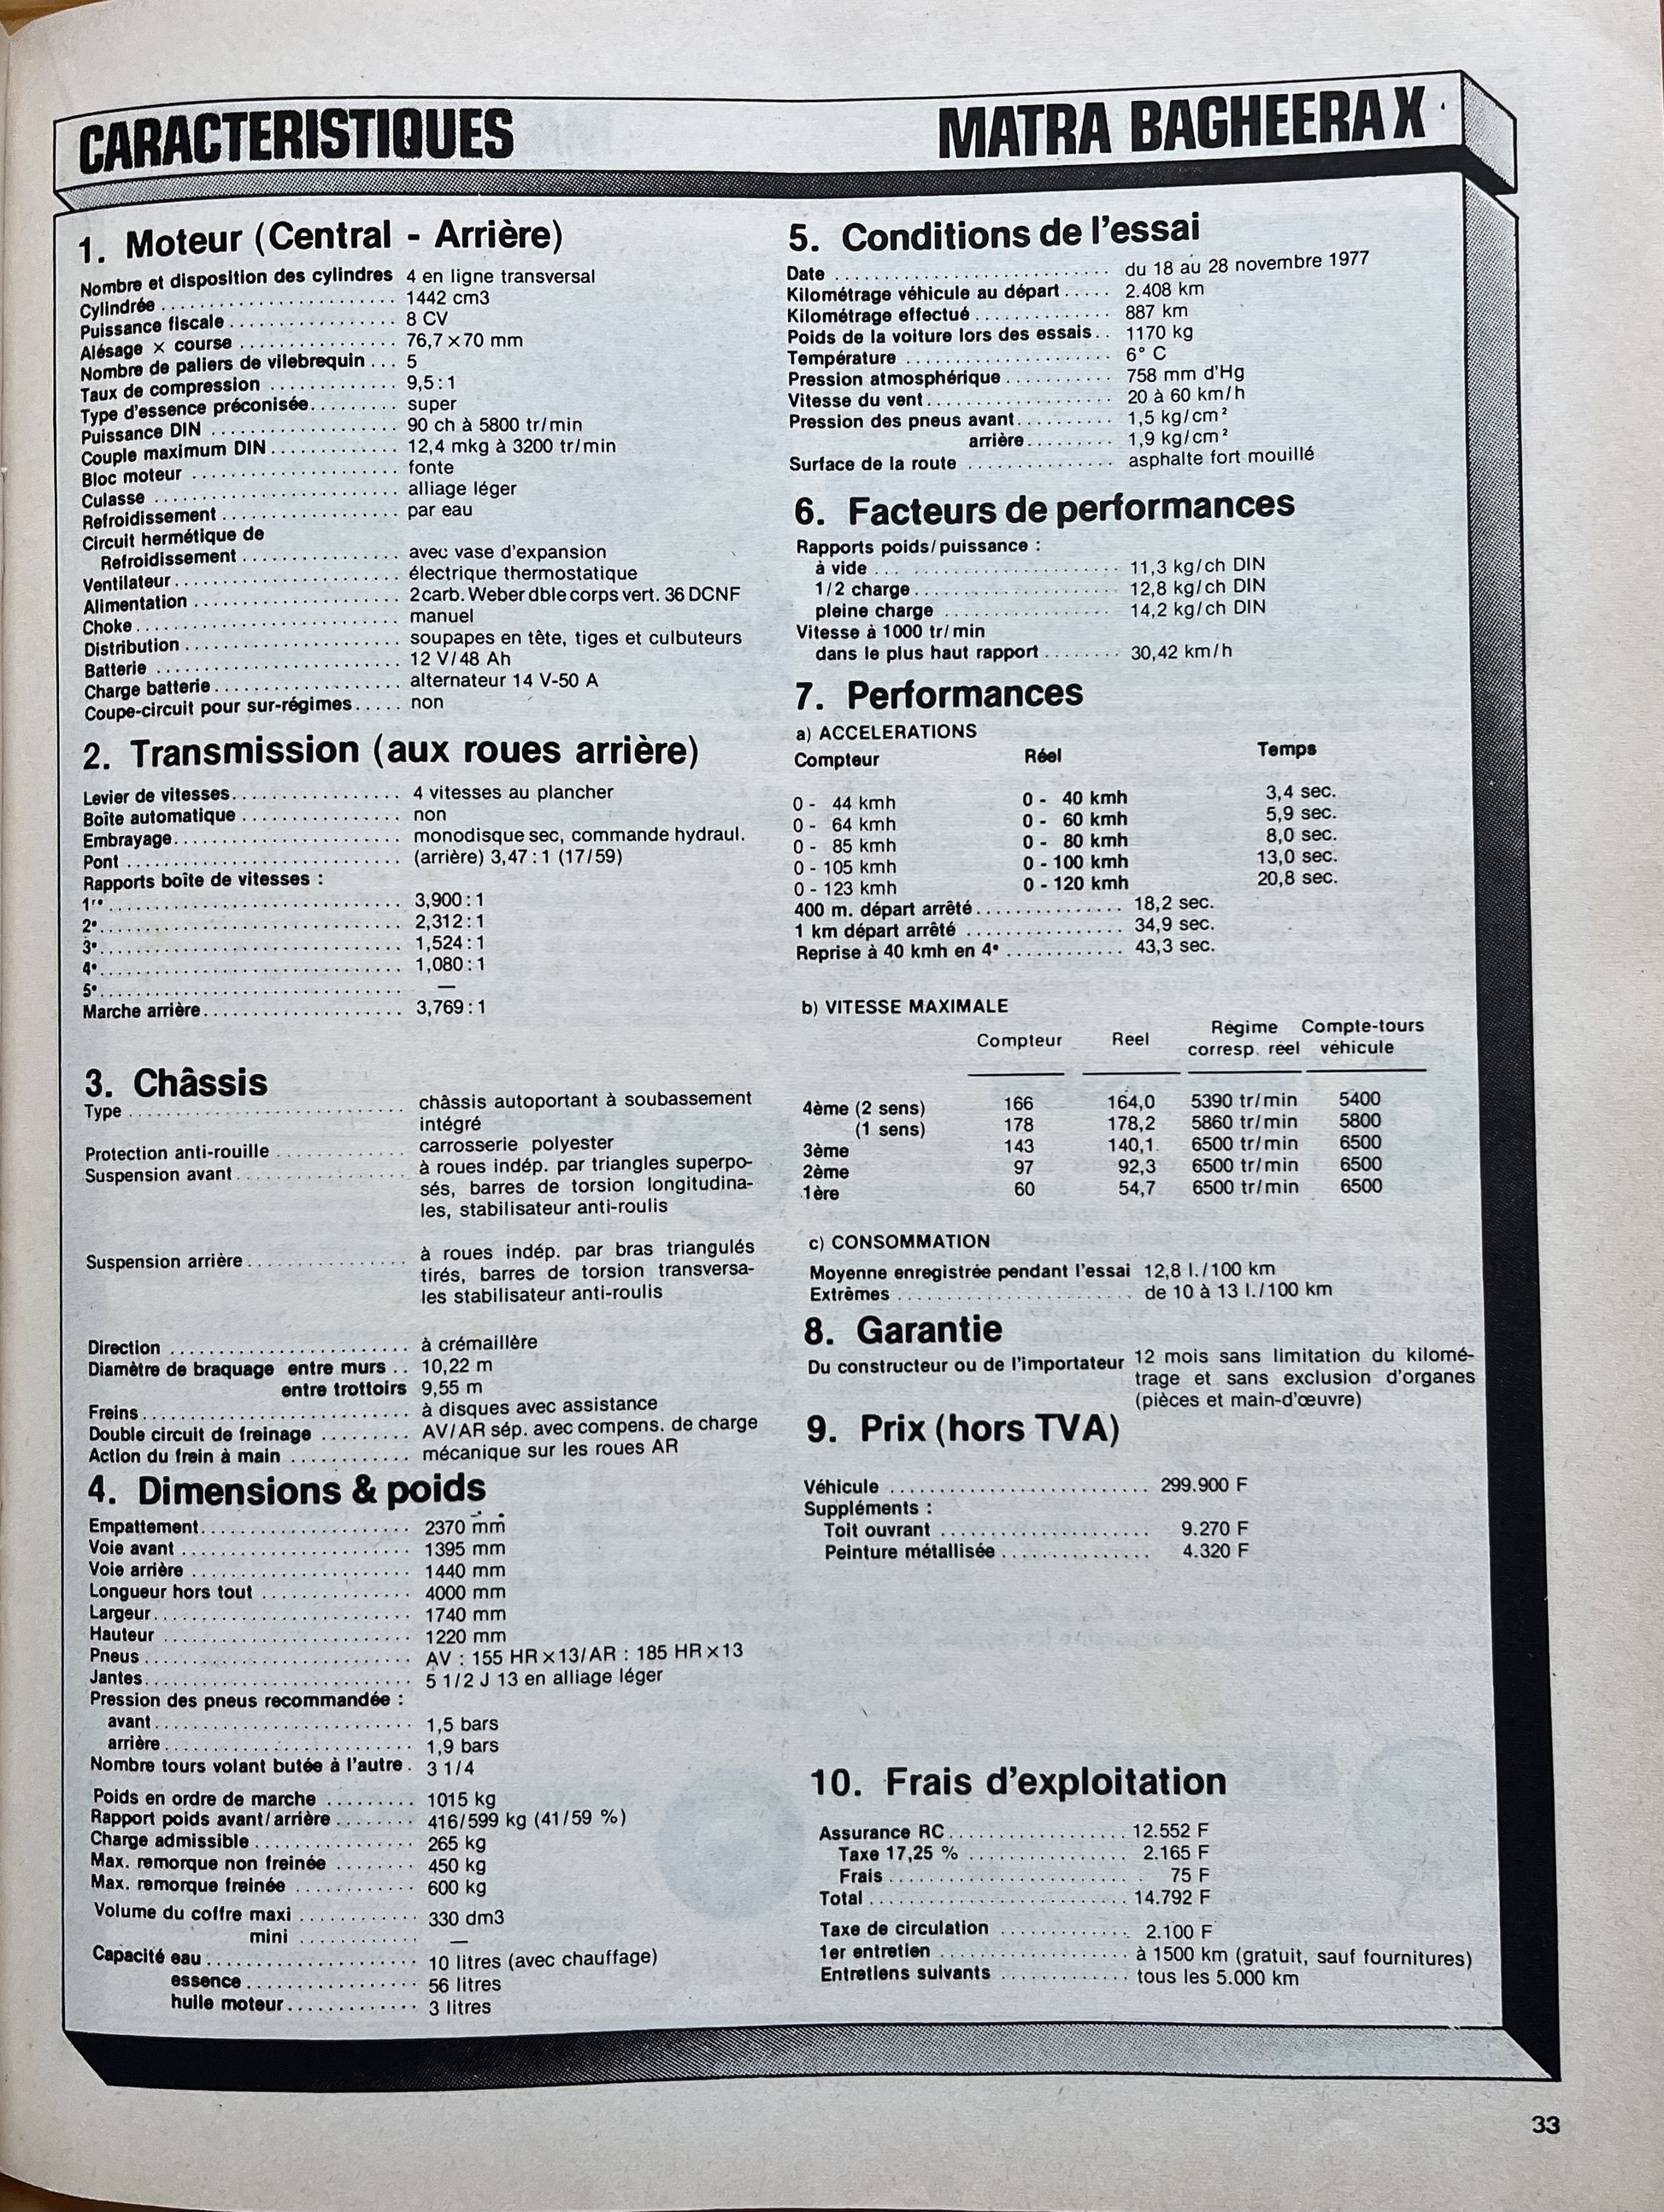 CARACTERISTIQUES
MATRA BAGHEERA X
1. Moteur (Central - Arrière)
Nombre et disposition des cylindres 4 en ligne transversal
Cylindrée ........................ 1442 cm3
Puissance fiscale ................. 8 CV
Alésage × course ................ 76,7 × 70 mm
Nombre de paliers de vilebrequin ... 5
Taux de compression ............. 9,5 : 1
Type d'essence préconisée......... super
Puissance DIN ................... 90 ch à 5800 tr/min
Couple maximum DIN ............. 12,4 mkg à 3200 tr/min
Bloc moteur ..................... fonte
Culasse ......................... alliage léger
Refroidissement .................. par eau
Circuit hermétique de
Refroidissement ................ avec vase d'expansion
Ventilateur ....................... électrique thermostatique
Alimentation ..................... 2 carb. Weber dble corps vert. 36 DCNF
Choke .......................... manuel
Distribution ...................... soupapes en tête, tiges et culbuteurs
Batterie ......................... 12 V/48 Ah
Charge batterie ................... alternateur 14 V-50 A
Coupe-circuit pour sur-régimes ..... non
2. Transmission (aux roues arrière)
Levier de vitesses ................. 4 vitesses au plancher
Boîte automatique ................ non
Embrayage ....................... monodisque sec, commande hydraul.
Pont ............................ (arrière) 3,47 : 1 (17/59)
Rapports boîte de vitesses :
1re .............................. 3,900 : 1
2e .............................. 2,312 : 1
3e .............................. 1,524 : 1
4e .............................. 1,080 : 1
5e .............................. —
Marche arrière .................... 3,769 : 1
3. Châssis
Type ............................ châssis autoportant à soubassement
intégré
Protection anti-rouille ............. carrosserie polyester
Suspension avant ................. à roues indép. par triangles superpo-
sés, barres de torsion longitudina-
les, stabilisateur anti-roulis
Suspension arrière ................ à roues indép. par bras triangulés
tirés, barres de torsion transversa-
les stabilisateur anti-roulis
Direction ........................ à crémaillère
Diamètre de braquage entre murs .. 10,22 m
entre trottoirs 9,55 m
Freins ........................... à disques avec assistance
Double circuit de freinage ......... AV/AR sép. avec compens. de charge
Action du frein à main ............ mécanique sur les roues AR
4. Dimensions & poids
Empattement ..................... 2370 mm
Voie avant ....................... 1395 mm
Voie arrière ...................... 1440 mm
Longueur hors tout ............... 4000 mm
Largeur .......................... 1740 mm
Hauteur ......................... 1220 mm
Pneus ........................... AV : 155 HR × 13/AR : 185 HR × 13
Jantes ........................... 5 1/2 J 13 en alliage léger
Pression des pneus recommandée :
avant .......................... 1,5 bars
arrière ......................... 1,9 bars
Nombre tours volant butée à l'autre . 3 1/4
Poids en ordre de marche ......... 1015 kg
Rapport poids avant/arrière ........ 416/599 kg (41/59 %)
Charge admissible ................ 265 kg
Max. remorque non freinée ........ 450 kg
Max. remorque freinée ............ 600 kg
Volume du coffre maxi ............ 330 dm3
mini ............ —
Capacité eau ..................... 10 litres (avec chauffage)
essence ................. 56 litres
huile moteur ............. 3 litres
5. Conditions de l'essai
Date ............................ du 18 au 28 novembre 1977
Kilométrage véhicule au départ ..... 2.408 km
Kilométrage effectué .............. 887 km
Poids de la voiture lors des essais .. 1170 kg
Température ..................... 6° C
Pression atmosphérique ........... 758 mm d'Hg
Vitesse du vent ................... 20 à 60 km/h
Pression des pneus avant .......... 1,5 kg/cm²
arrière ......... 1,9 kg/cm²
Surface de la route ............... asphalte fort mouillé
6. Facteurs de performances
Rapports poids/puissance :
à vide ... ..................... 11,3 kg/ch DIN
1/2 charge ..................... 12,8 kg/ch DIN
pleine charge .................. 14,2 kg/ch DIN
Vitesse à 1000 tr/min
dans le plus haut rapport ........ 30,42 km/h
7. Performances
a) ACCELERATIONS
Compteur Réel Temps
0 - 44 kmh 0 - 40 kmh 3,4 sec.
0 - 64 kmh 0 - 60 kmh 5,9 sec.
0 - 85 kmh 0 - 80 kmh 8,0 sec.
0 - 105 kmh 0 - 100 kmh 13,0 sec.
0 - 123 kmh 0 - 120 kmh 20,8 sec.
400 m. départ arrêté ............... 18,2 sec.
1 km départ arrêté ................ 34,9 sec.
Reprise à 40 kmh en 4e ............ 43,3 sec.
b) VITESSE MAXIMALE
Compteur Reel Régime corresp. réel Compte-tours véhicule
4ème (2 sens) 166 164,0 5390 tr/min 5400
(1 sens) 178 178,2 5860 tr/min 5800
3ème 143 140,1 6500 tr/min 6500
2ème 97 92,3 6500 tr/min 6500
1ère 60 54,7 6500 tr/min 6500
c) CONSOMMATION
Moyenne enregistrée pendant l'essai 12,8 l./100 km
Extrêmes ........................ de 10 à 13 l./100 km
8. Garantie
Du constructeur ou de l'importateur 12 mois sans limitation du kilomé-
trage et sans exclusion d'organes
(pièces et main-d'œuvre)
9. Prix (hors TVA)
Véhicule .......................... 299.900 F
Suppléments :
Toit ouvrant ..................... 9.270 F
Peinture métallisée ............... 4.320 F
10. Frais d'exploitation
Assurance RC .................. 12.552 F
Taxe 17,25 % ................ 2.165 F
Frais ......................... 75 F
Total .......................... 14.792 F
Taxe de circulation ............. 2.100 F
1er entretien ................... à 1500 km (gratuit, sauf fournitures)
Entretiens suivants ............. tous les 5.000 km
33